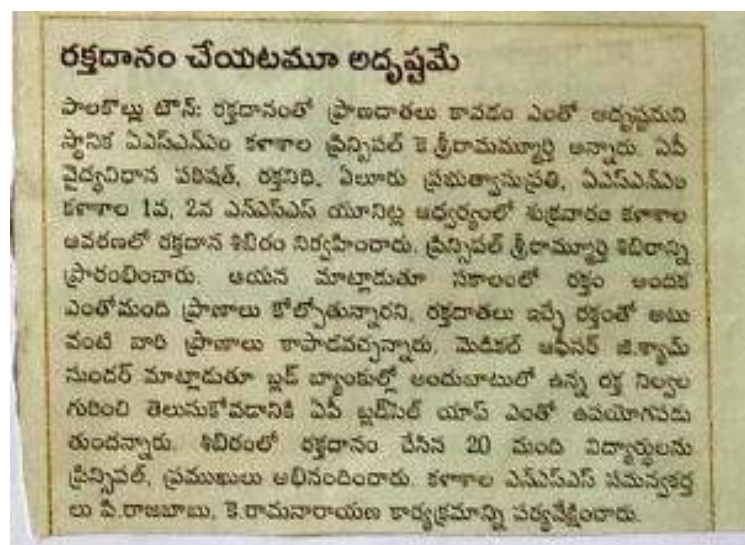 రక్తదానం చేయటమూ అదృష్టమే
పాలకొల్లు టౌన్: రక్తదానంతో ప్రాణదాతలు కావడం ఎంతో అదృష్టమని
స్థానిక ఏఎస్ఎన్ఎం కళాశాల ప్రిన్సిపల్ కె.శ్రీరామమ్మూర్తి అన్నారు. ఏపీ
వైద్యవిధాన పరిషత్, రక్తనిధి, ఏలూరు ప్రభుత్వాసుపత్రి, ఏఎస్ఎన్ఎం
కళాశాల 1వ, 2వ ఎన్ఎస్ఎస్ యూనిట్ల ఆధ్వర్యంలో శుక్రవారం కళాశాల
ఆవరణలో రక్తదాన శిబిరం నిర్వహించారు. ప్రిన్సిపల్ శ్రీరామ్మూర్తి శిబిరాన్ని
ప్రారంభించారు. ఆయన మాట్లాడుతూ సకాలంలో రక్తం అందక
ఎంతోమంది ప్రాణాలు కోల్పోతున్నారని, రక్తదాతలు ఇచ్చే రక్తంతో అటు
వంటి వారి ప్రాణాలు కాపాడవచ్చన్నారు. మెడికల్ ఆఫీసర్ జి.శ్యామ్
సుందర్ మాట్లాడుతూ బ్లడ్ బ్యాంకుల్లో అందుబాటులో ఉన్న రక్త నిల్వల
గురించి తెలుసుకోవడానికి ఏపీ బ్లడ్‌సెల్ యాప్ ఎంతో ఉపయోగపడు
తుందన్నారు. శిబిరంలో రక్తదానం చేసిన 20 మంది విద్యార్థులను
ప్రిన్సిపల్, ప్రముఖులు అభినందించారు. కళాశాల ఎన్ఎస్ఎస్ సమన్వయకర్త
లు పి.రాజబాబు, కె.రామనారాయణ కార్యక్రమాన్ని పర్యవేక్షించారు.